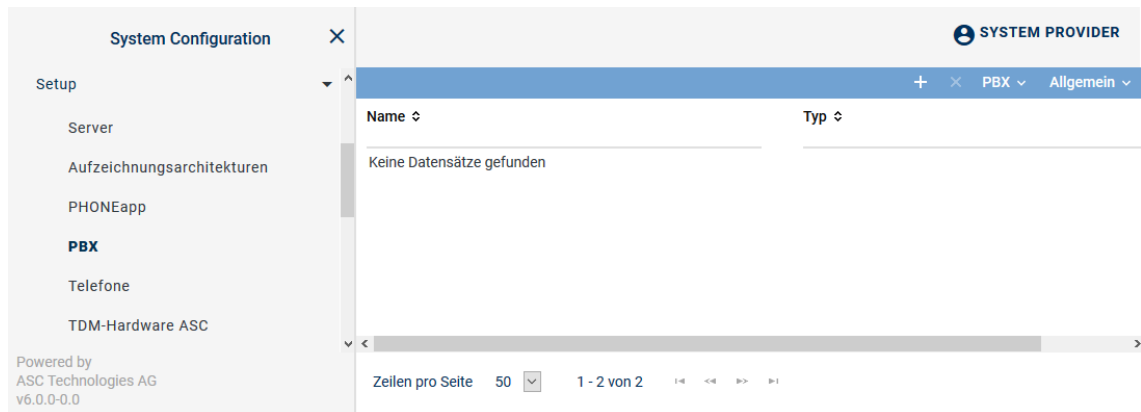 System Configuration
SYSTEM PROVIDER
Setup
PBX
Allgemein
Server
Name
Typ
Keine Datensätze gefunden
Aufzeichnungsarchitekturen
PHONEapp
PBX
Telefone
TDM-Hardware ASC
Powered by
ASC Technologies AG
v6.0.0-0.0
Zeilen pro Seite 50 1 - 2 von 2